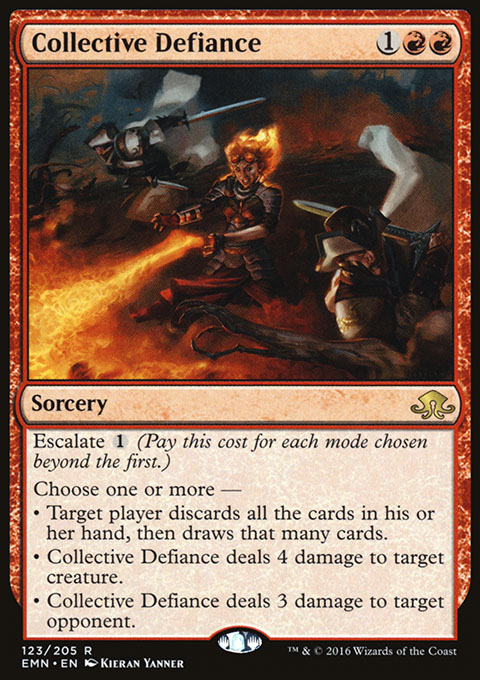 Collective Defiance 1
Sorcery
Escalate 1 (Pay this cost for each mode chosen
beyond the first.)
Choose one or more —
• Target player discards all the cards in his or
her hand, then draws that many cards.
• Collective Defiance deals 4 damage to target
creature.
• Collective Defiance deals 3 damage to target
opponent.
123/205 R
EMN • EN Kieran Yanner
™ & © 2016 Wizards of the Coast